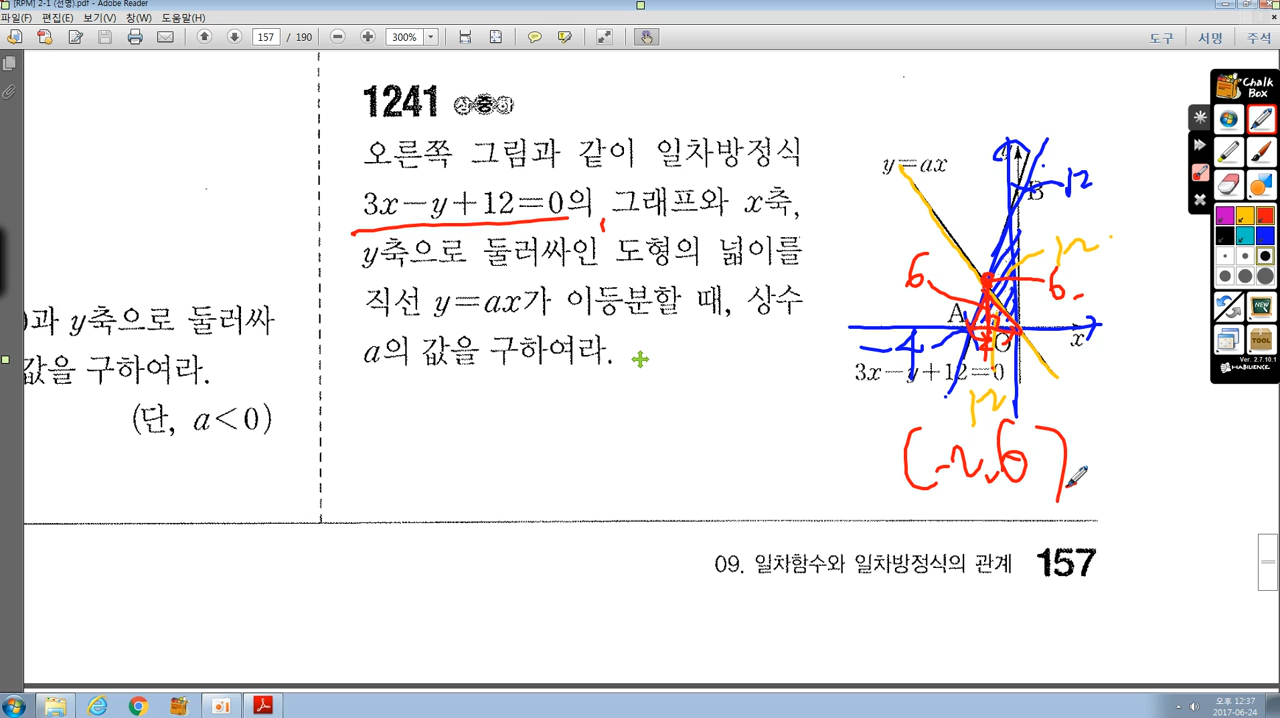 [RPM] 2-1 (선명).pdf - Adobe Reader
파일(F) 편집(E) 보기(V) 창(W) 도움말(H)
157 / 190 300% 도구 서명 주석
Chalk Box
1241 상중하
오른쪽 그림과 같이 일차방정식
3x-y+12=0의 그래프와 x축,
y축으로 둘러싸인 도형의 넓이를
직선 y=ax가 이등분할 때, 상수
a의 값을 구하여라.
y=ax
y
B
12
12
6
6
A
-4
O
x
3x-y+12=0
12
(-2,6)
과 y축으로 둘러싸
값을 구하여라.
(단, a<0)
TOOL
Ver. 2.7.10.1
HABILIENCE
09. 일차함수와 일차방정식의 관계 157
오후 12:37
2017-06-24